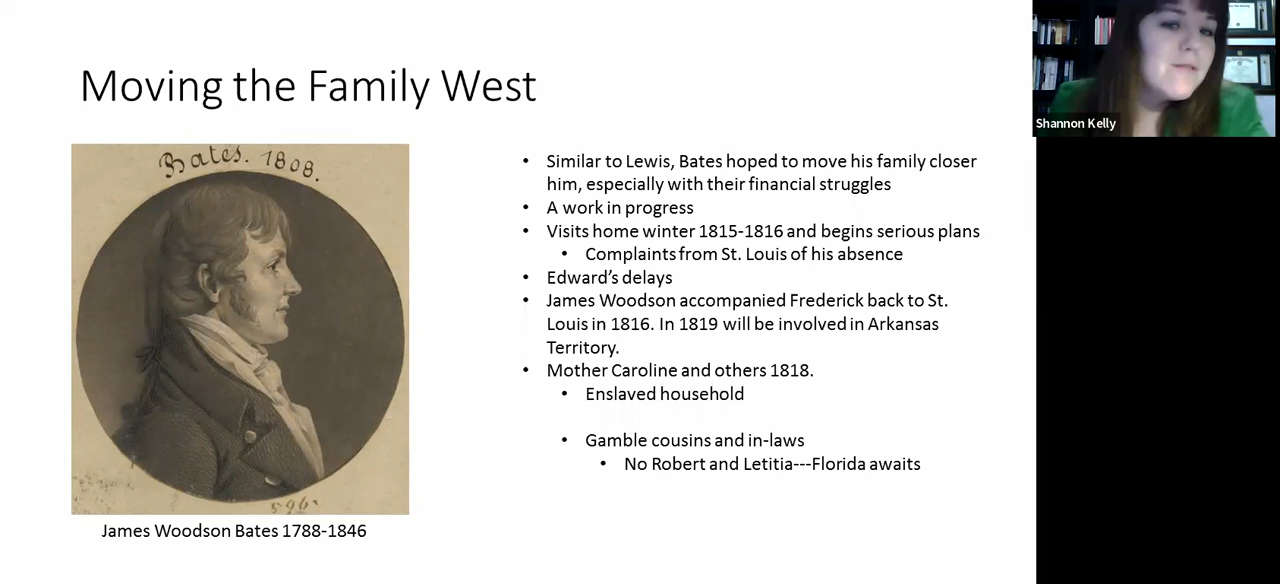 Moving the Family West
Bates. 1808.
596.
James Woodson Bates 1788-1846
• Similar to Lewis, Bates hoped to move his family closer
him, especially with their financial struggles
• A work in progress
• Visits home winter 1815-1816 and begins serious plans
• Complaints from St. Louis of his absence
• Edward’s delays
• James Woodson accompanied Frederick back to St.
Louis in 1816. In 1819 will be involved in Arkansas
Territory.
• Mother Caroline and others 1818.
• Enslaved household
• Gamble cousins and in-laws
• No Robert and Letitia---Florida awaits
Shannon Kelly